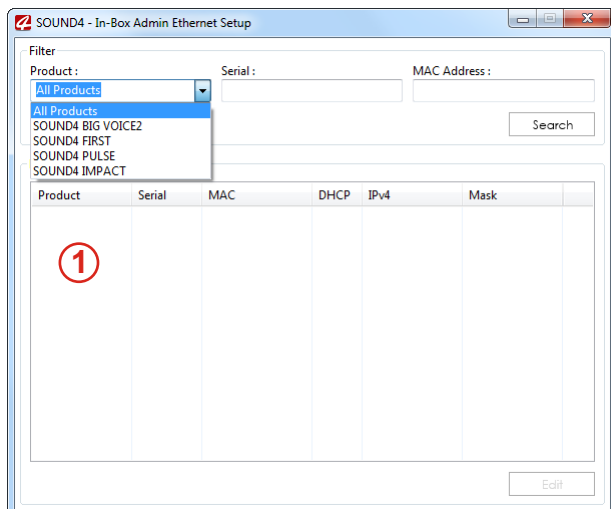 SOUND4 - In-Box Admin Ethernet Setup
Filter
Product : Serial : MAC Address :
All Products
All Products
SOUND4 BIG VOICE2
SOUND4 FIRST
SOUND4 PULSE
SOUND4 IMPACT
Search
Product Serial MAC DHCP IPv4 Mask
1
Edit